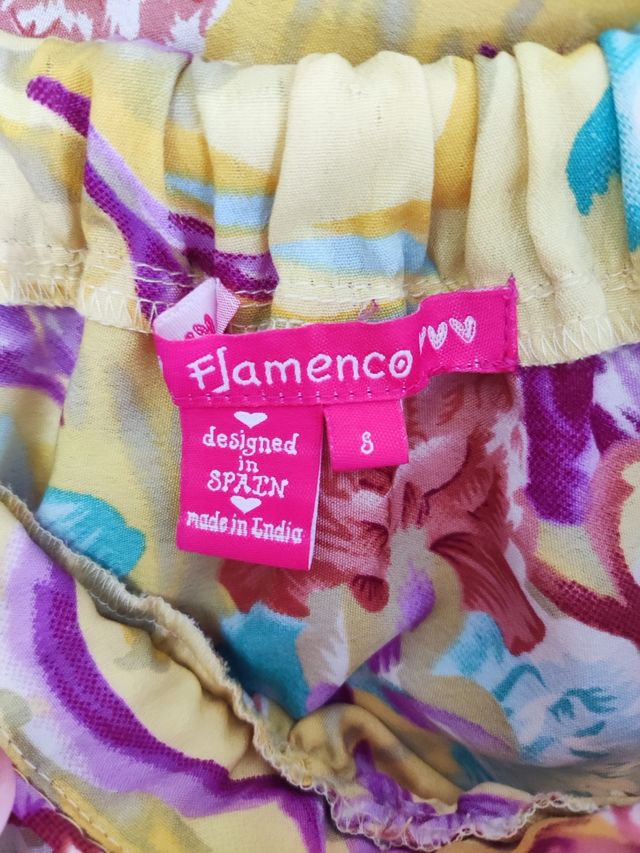 Flamenco
designed
in
SPAIN
made in India
S